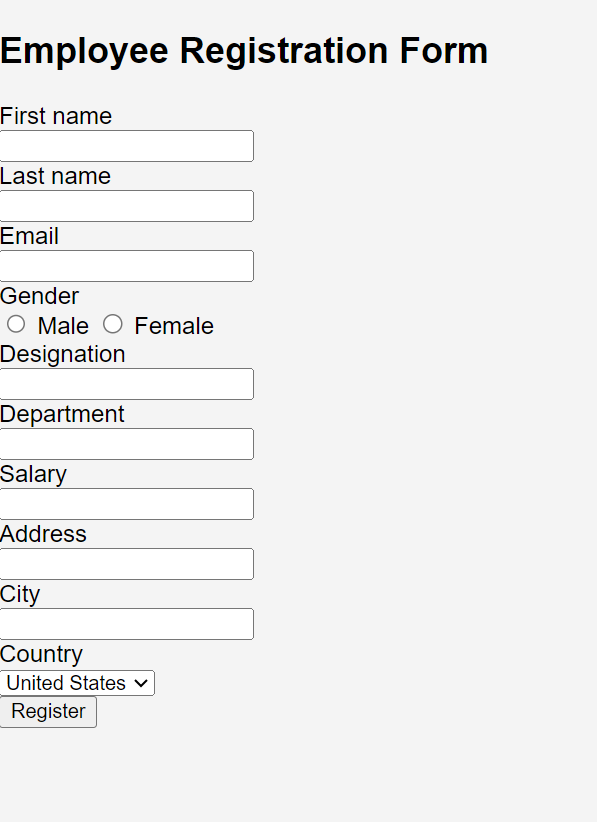 Employee Registration Form
First name
Last name
Email
Gender
Male Female
Designation
Department
Salary
Address
City
Country
United States
Register